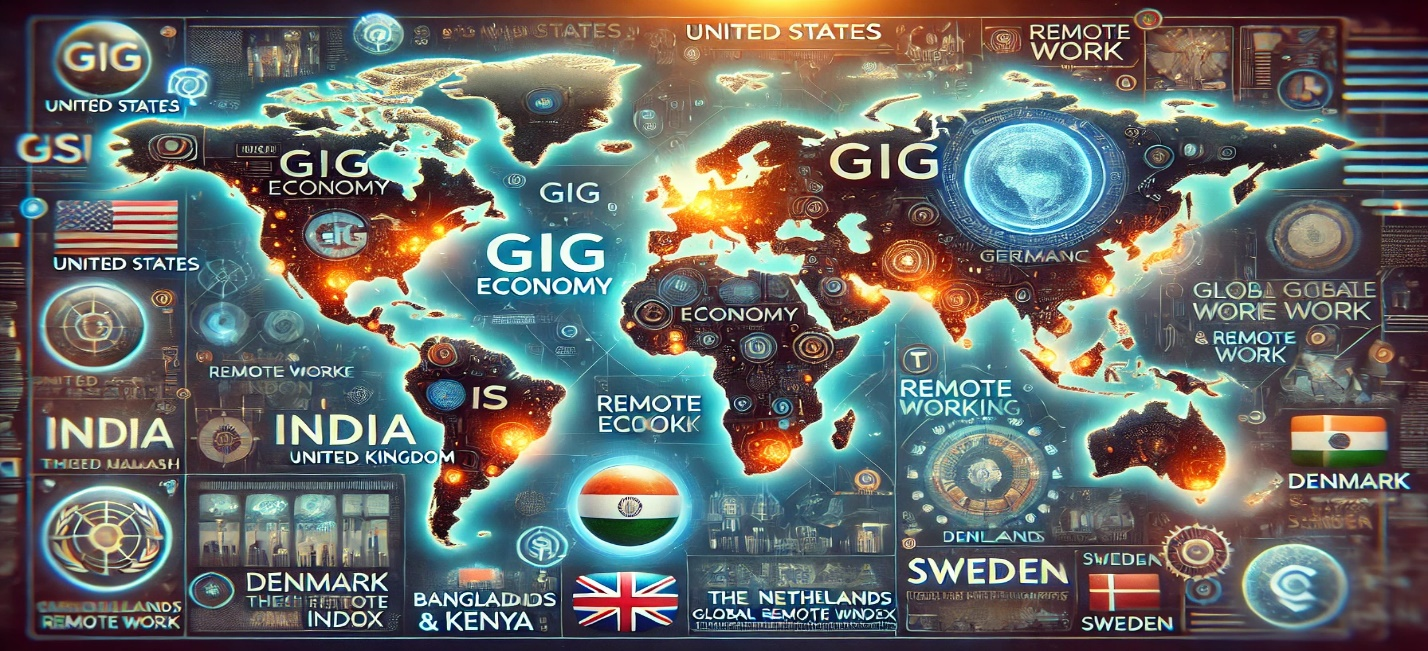 GIG
UNITED STATES
STATES
UNITED STATES
REMOTE
WORK
GSI
GIG
ECONOMY
GIG
GIG
UNITED STATES
GIG
ECONOMY
GERMANC
ECONOMY
GLOBL GOBALE
WORE WORK
& REMOTE
WORK
REMOTE WORKE
IS
REMOTE
ECOOKK
T
REMOTE
WORKING
INDIA
INDIA
UNITED KINGDOM
DENMARK
DENLANDS
DENMARK
INDOX
BANGLADIDS
& KENYA
THE NETHERLANDS
GLOBAL REMOTE WINDEX
SWEDEN
SWEDEN
SWEDEN
REMOTE WORK